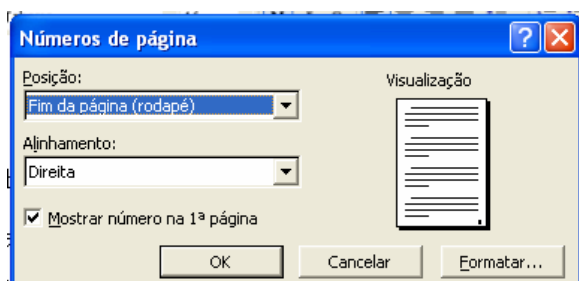 Números de página
Posição:
Visualização
Fim da página (rodapé)
Alinhamento:
Direita
Mostrar número na 1ª página
OK
Cancelar
Formatar...